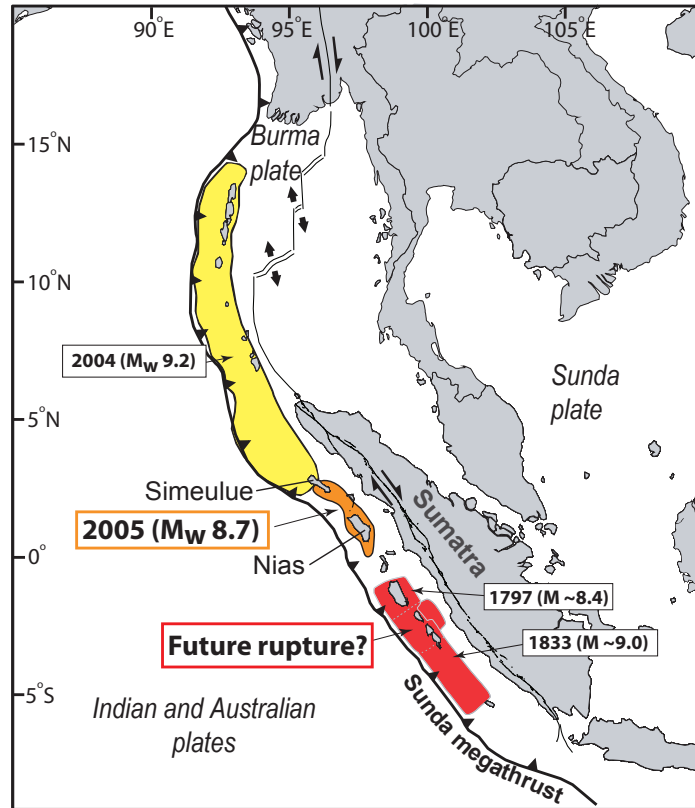 90°E
95°E
100°E
105°E
15°N
10°N
5°N
0°
5°S
Burma
plate
2004 (MW 9.2)
Sunda
plate
Simeulue
2005 (MW 8.7)
Nias
Sumatra
1797 (M ~8.4)
1833 (M ~9.0)
Future rupture?
Indian and Australian
plates
Sunda megathrust